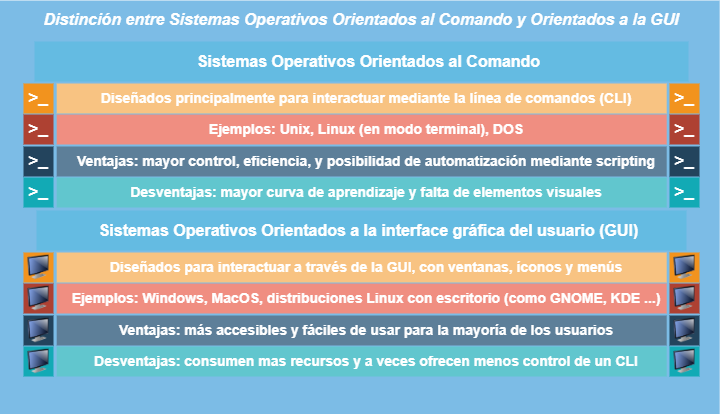 Distinción entre Sistemas Operativos Orientados al Comando y Orientados a la GUI
Sistemas Operativos Orientados al Comando
>_ Diseñados principalmente para interactuar mediante la línea de comandos (CLI) >_
>_ Ejemplos: Unix, Linux (en modo terminal), DOS >_
>_ Ventajas: mayor control, eficiencia, y posibilidad de automatización mediante scripting >_
>_ Desventajas: mayor curva de aprendizaje y falta de elementos visuales >_
Sistemas Operativos Orientados a la interface gráfica del usuario (GUI)
Diseñados para interactuar a través de la GUI, con ventanas, íconos y menús
Ejemplos: Windows, MacOS, distribuciones Linux con escritorio (como GNOME, KDE ...)
Ventajas: más accesibles y fáciles de usar para la mayoría de los usuarios
Desventajas: consumen mas recursos y a veces ofrecen menos control de un CLI